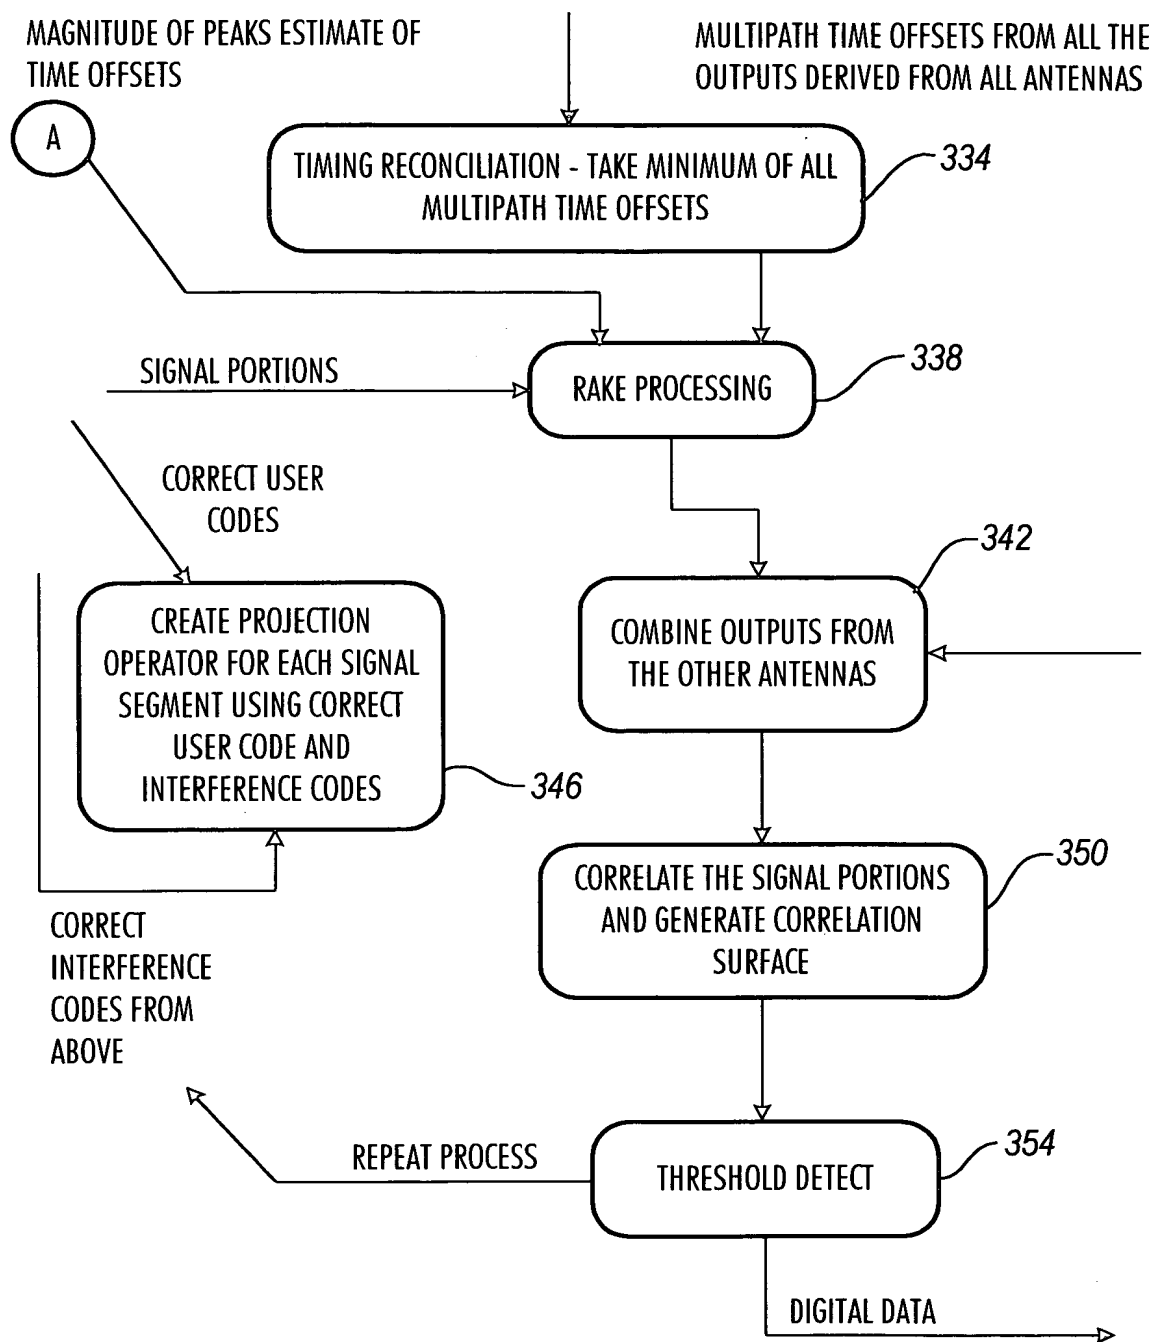 MAGNITUDE OF PEAKS ESTIMATE OF
TIME OFFSETS
MULTIPATH TIME OFFSETS FROM ALL THE
OUTPUTS DERIVED FROM ALL ANTENNAS
A
TIMING RECONCILIATION - TAKE MINIMUM OF ALL
MULTIPATH TIME OFFSETS
334
SIGNAL PORTIONS
RAKE PROCESSING
338
CORRECT USER
CODES
342
COMBINE OUTPUTS FROM
THE OTHER ANTENNAS
CREATE PROJECTION
OPERATOR FOR EACH SIGNAL
SEGMENT USING CORRECT
USER CODE AND
INTERFERENCE CODES
346
CORRELATE THE SIGNAL PORTIONS
AND GENERATE CORRELATION
SURFACE
350
CORRECT
INTERFERENCE
CODES FROM
ABOVE
REPEAT PROCESS
THRESHOLD DETECT
354
DIGITAL DATA